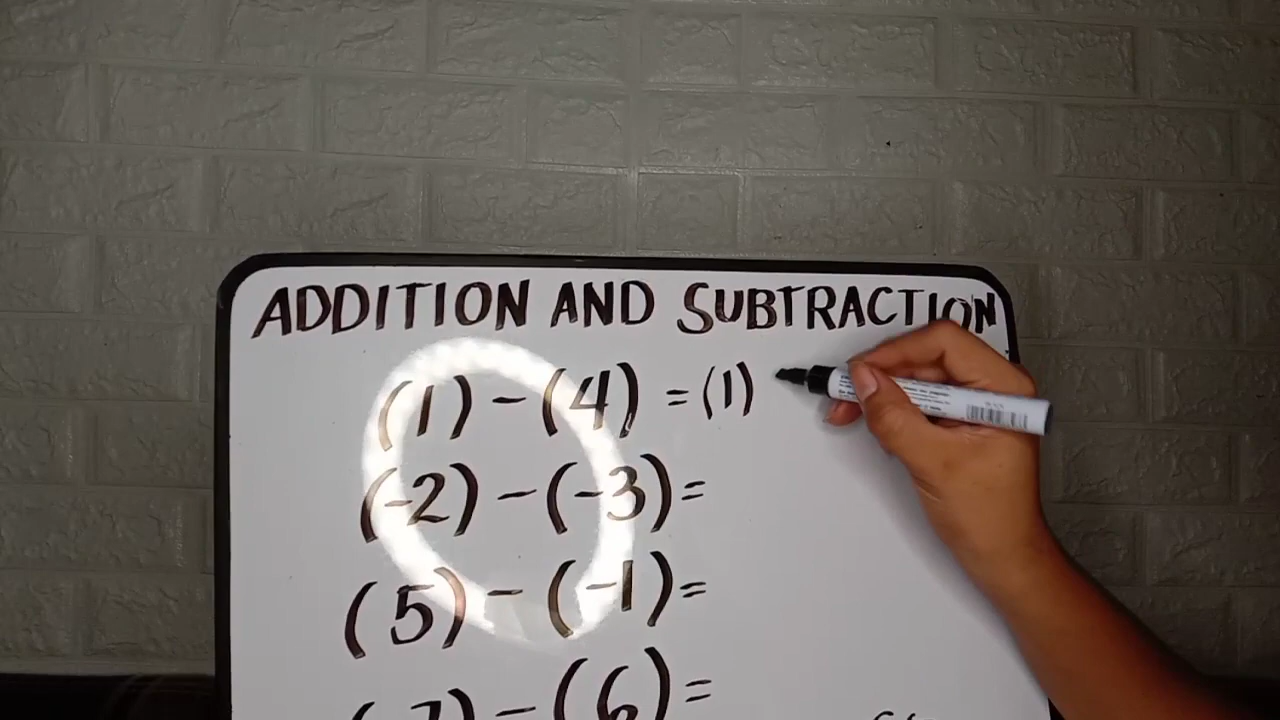 ADDITION AND SUBTRACTION
(1) - (4) = (1)
(-2) - (-3) =
(5) - (-1) =
- (6) =